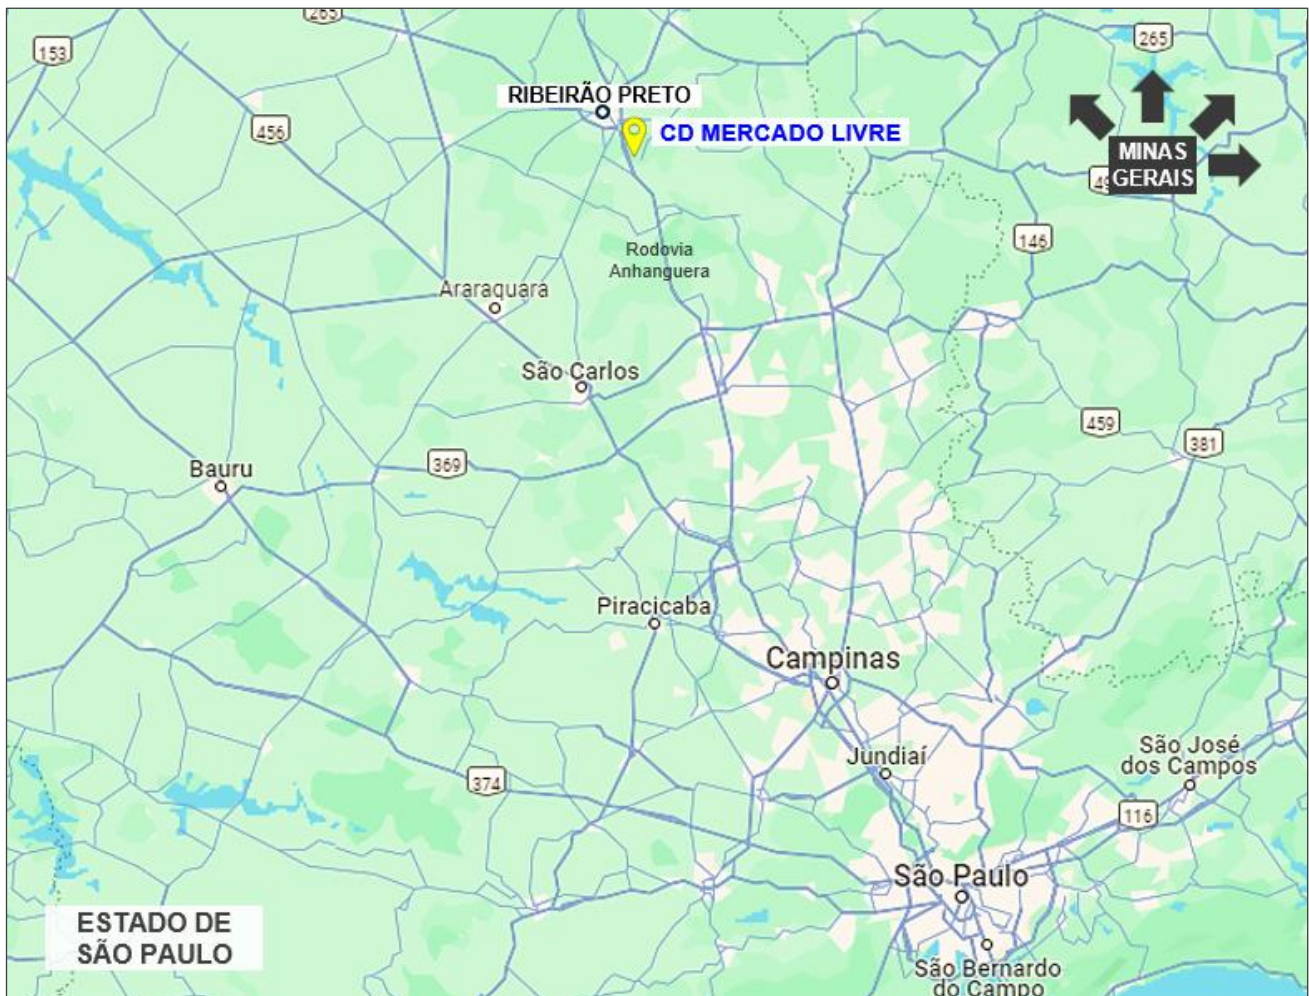 265
153
265
RIBEIRÃO PRETO
456
CD MERCADO LIVRE
MINAS
GERAIS
146
Rodovia
Anhanguera
Araraquara
São Carlos
459
381
369
Bauru
Piracicaba
Campinas
São José
dos Campos
Jundiaí
374
116
São Paulo
ESTADO DE
SÃO PAULO
São Bernardo
do Campo